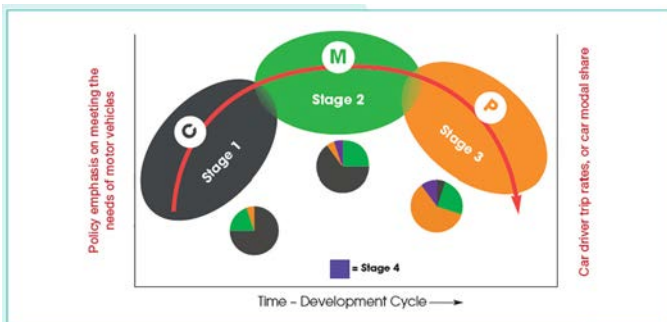 Policy emphasis on meeting the
needs of motor vehicles
C
Stage 1
M
Stage 2
P
Stage 3
= Stage 4
Time – Development Cycle
Car driver trip rates, or car modal share